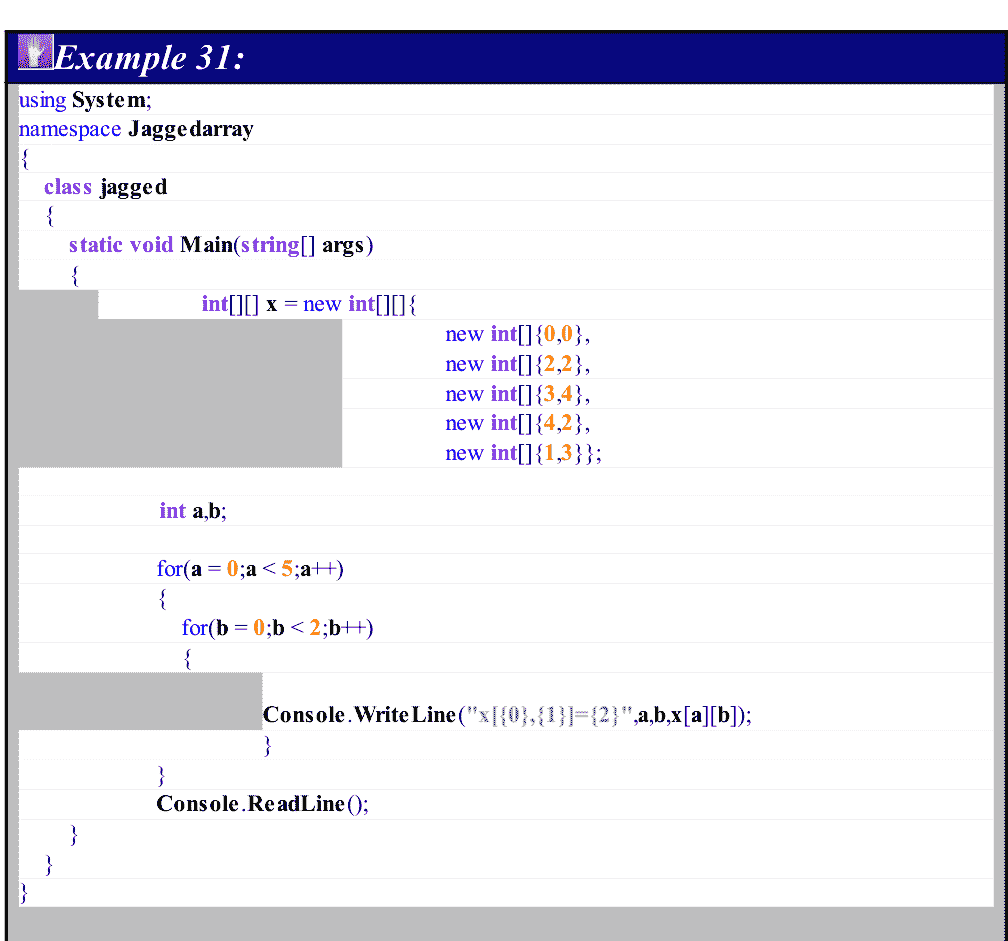 Example 31:
using System;
namespace Jaggedarray
{
class jagged
{
static void Main(string[] args)
{
int[][] x = new int[][]{
new int[]{0,0},
new int[]{2,2},
new int[]{3,4},
new int[]{4,2},
new int[]{1,3}};
int a,b;
for(a = 0;a < 5;a++)
{
for(b = 0;b < 2;b++)
{
Console.WriteLine("x[{0},{1}]={2}",a,b,x[a][b]);
}
}
Console.ReadLine();
}
}
}